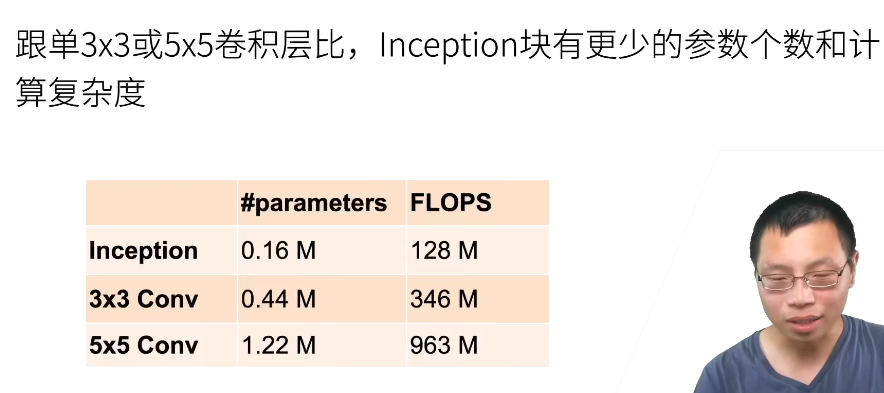 跟单3x3或5x5卷积层比，Inception块有更少的参数个数和计
算复杂度
#parameters FLOPS
Inception 0.16 M 128 M
3x3 Conv 0.44 M 346 M
5x5 Conv 1.22 M 963 M